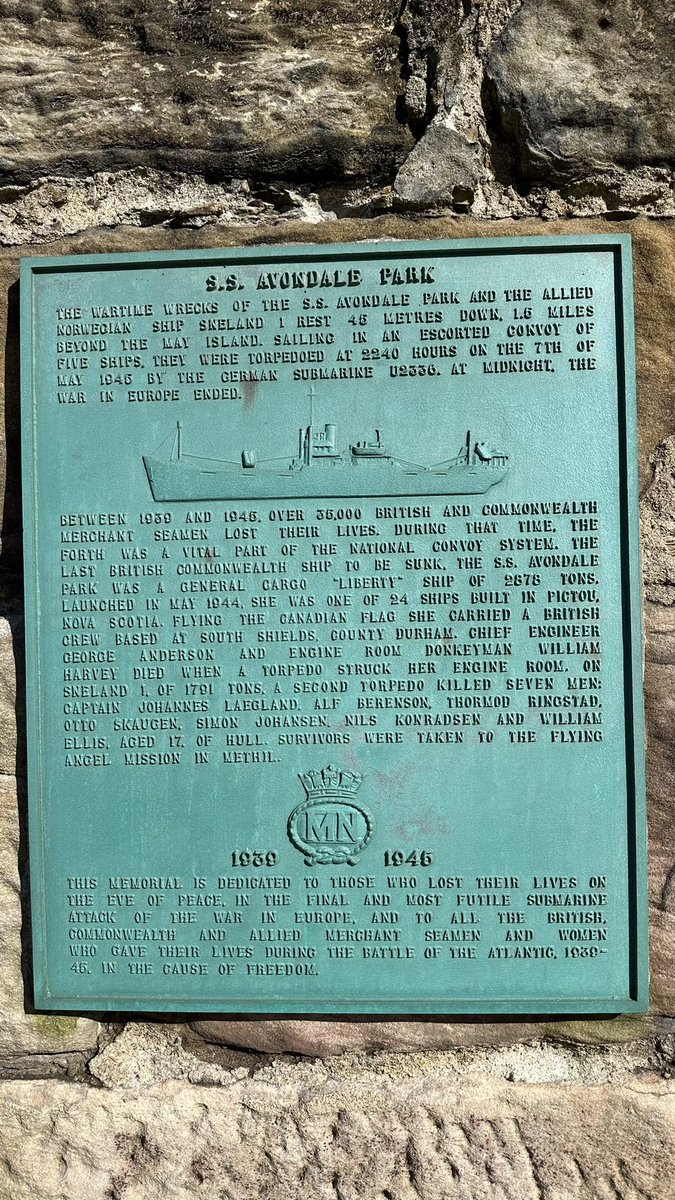 S.S. AVONDALE PARK
THE WARTIME WRECKS OF THE S.S. AVONDALE PARK AND THE ALLIED
NORWEGIAN SHIP SNELAND 1 REST 45 METRES DOWN, 1.5 MILES
BEYOND THE MAY ISLAND. SAILING IN AN ESCORTED CONVOY OF
FIVE SHIPS, THEY WERE TORPEDOED AT 2240 HOURS ON THE 7TH OF
MAY 1945 BY THE GERMAN SUBMARINE U2336. AT MIDNIGHT, THE
WAR IN EUROPE ENDED.
BETWEEN 1939 AND 1945, OVER 35,000 BRITISH AND COMMONWEALTH
MERCHANT SEAMEN LOST THEIR LIVES. DURING THAT TIME, THE
FORTH WAS A VITAL PART OF THE NATIONAL CONVOY SYSTEM. THE
LAST BRITISH COMMONWEALTH SHIP TO BE SUNK, THE S.S. AVONDALE
PARK WAS A GENERAL CARGO "LIBERTY" SHIP OF 2878 TONS.
LAUNCHED IN MAY 1944, SHE WAS ONE OF 24 SHIPS BUILT IN PICTOU,
NOVA SCOTIA. FLYING THE CANADIAN FLAG SHE CARRIED A BRITISH
CREW BASED AT SOUTH SHIELDS, COUNTY DURHAM. CHIEF ENGINEER
GEORGE ANDERSON AND ENGINE ROOM DONKEYMAN WILLIAM
HARVEY DIED WHEN A TORPEDO STRUCK HER ENGINE ROOM. ON
SNELAND 1, OF 1791 TONS, A SECOND TORPEDO KILLED SEVEN MEN:
CAPTAIN JOHANNES LAEGLAND, ALF BERENSON, THORMOD RINGSTAD,
OTTO SKAUGEN, SIMON JOHANSEN, NILS KONRADSEN AND WILLIAM
ELLIS, AGED 17, OF HULL. SURVIVORS WERE TAKEN TO THE FLYING
ANGEL MISSION IN METHIL.
MN
1939 1945
THIS MEMORIAL IS DEDICATED TO THOSE WHO LOST THEIR LIVES ON
THE EVE OF PEACE, IN THE FINAL AND MOST FUTILE SUBMARINE
ATTACK OF THE WAR IN EUROPE, AND TO ALL THE BRITISH,
COMMONWEALTH AND ALLIED MERCHANT SEAMEN AND WOMEN
WHO GAVE THEIR LIVES DURING THE BATTLE OF THE ATLANTIC, 1939-
45, IN THE CAUSE OF FREEDOM.